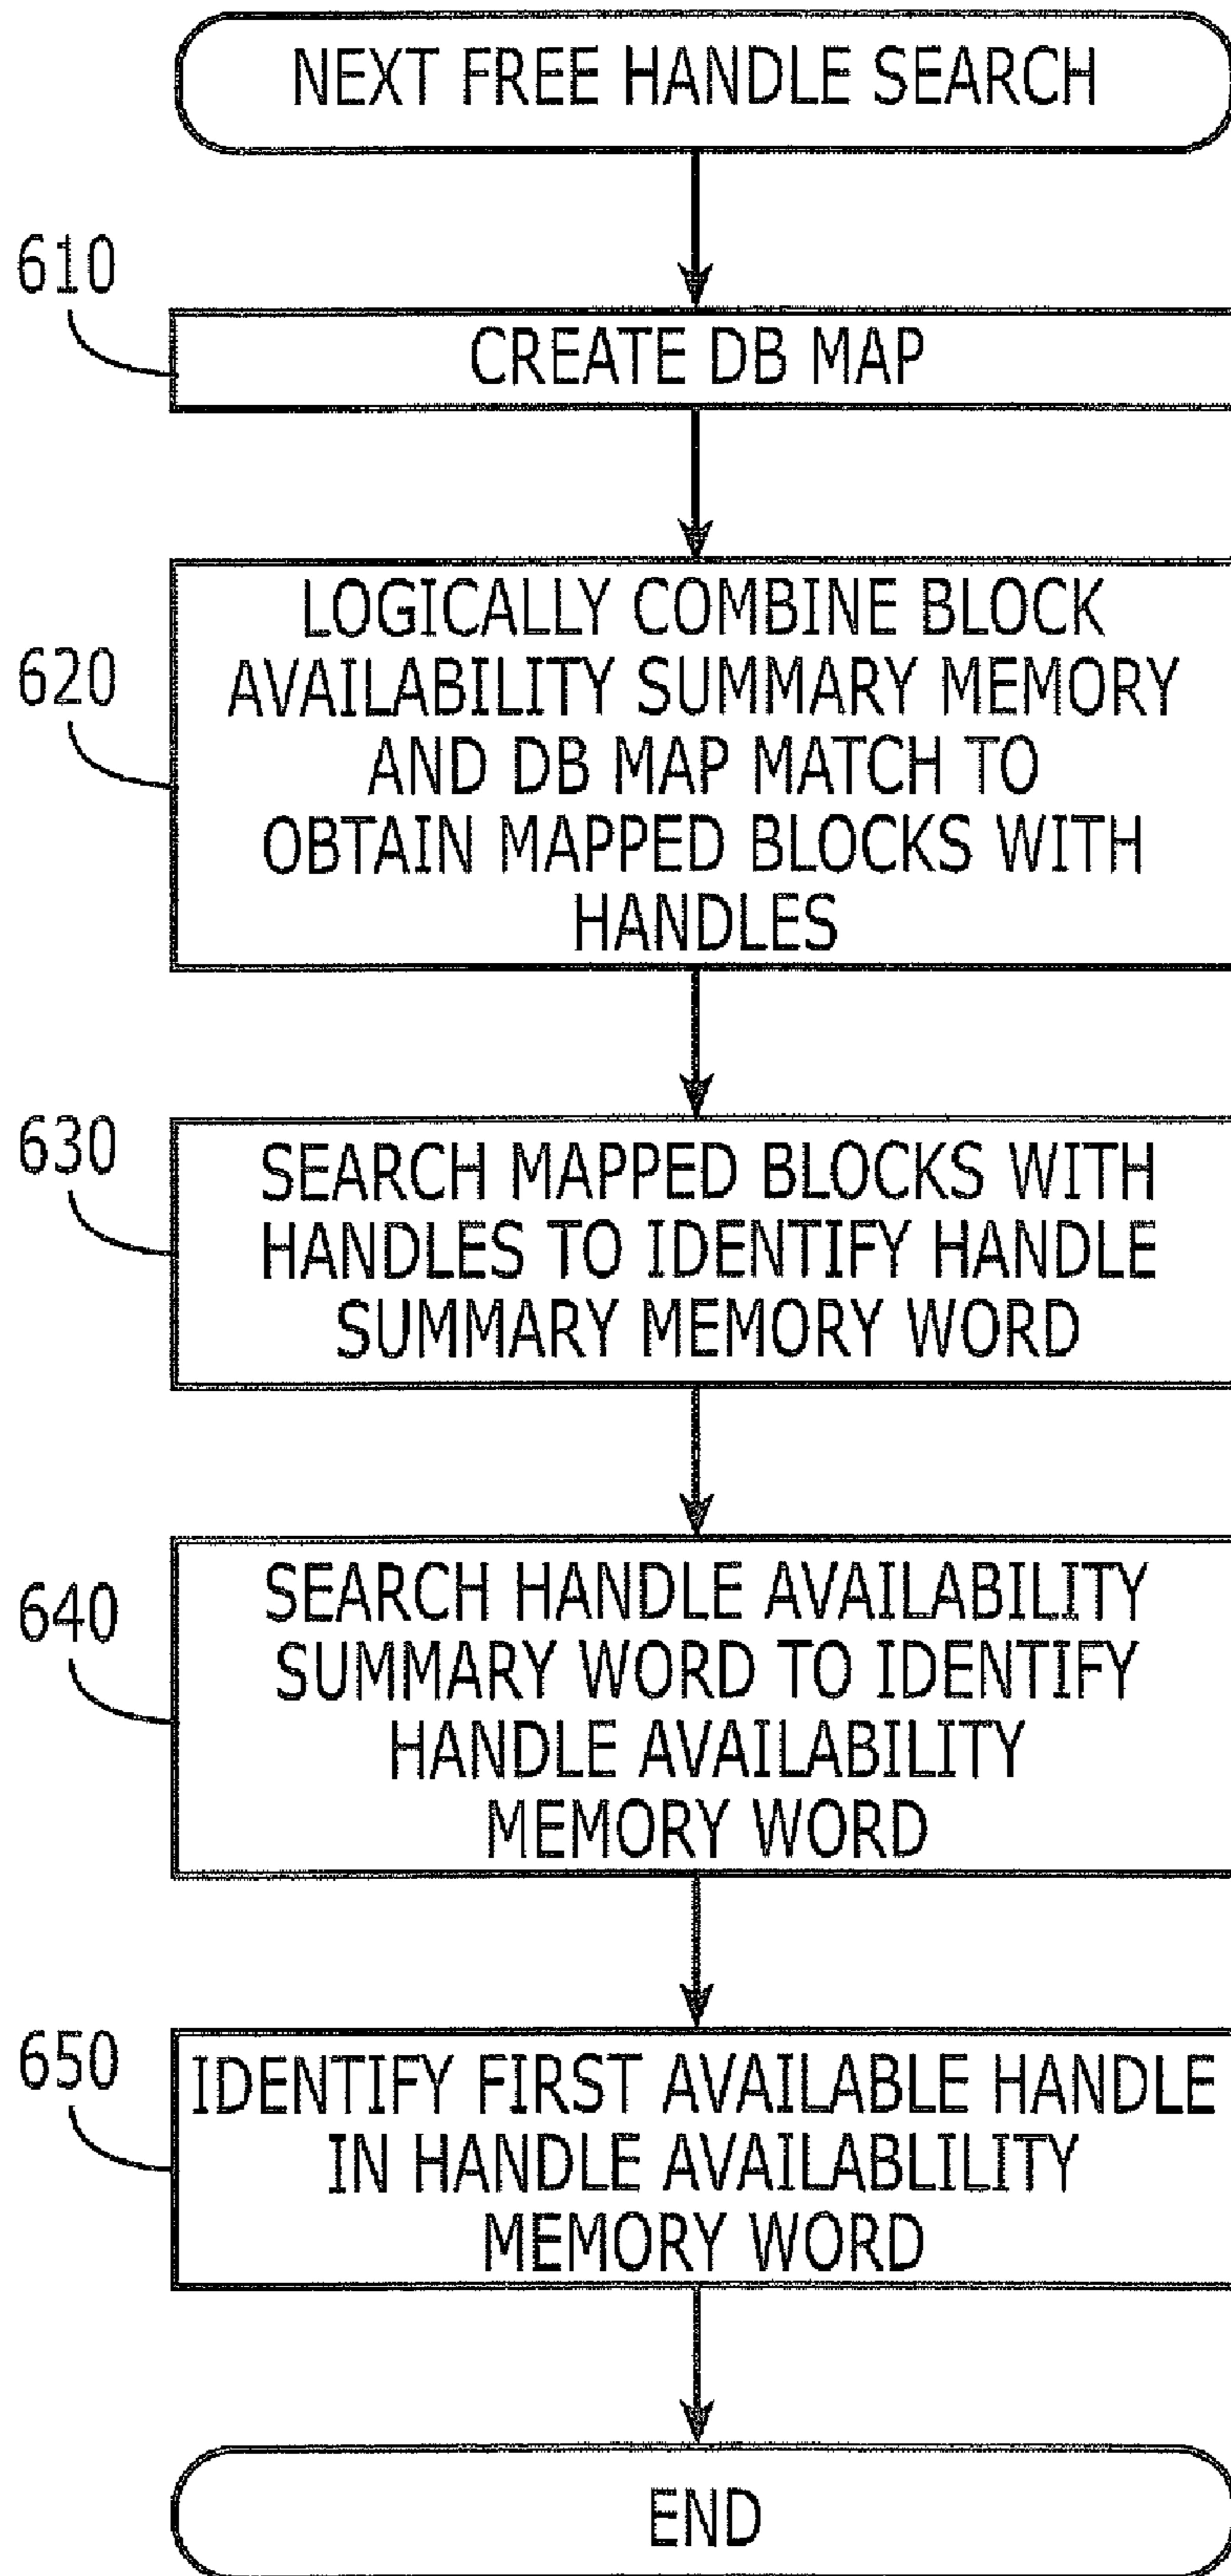 NEXT FREE HANDLE SEARCH
610
CREATE DB MAP
620
LOGICALLY COMBINE BLOCK
AVAILABILITY SUMMARY MEMORY
AND DB MAP MATCH TO
OBTAIN MAPPED BLOCKS WITH
HANDLES
630
SEARCH MAPPED BLOCKS WITH
HANDLES TO IDENTIFY HANDLE
SUMMARY MEMORY WORD
640
SEARCH HANDLE AVAILABILITY
SUMMARY WORD TO IDENTIFY
HANDLE AVAILABILITY
MEMORY WORD
650
IDENTIFY FIRST AVAILABLE HANDLE
IN HANDLE AVAILABLILITY
MEMORY WORD
END